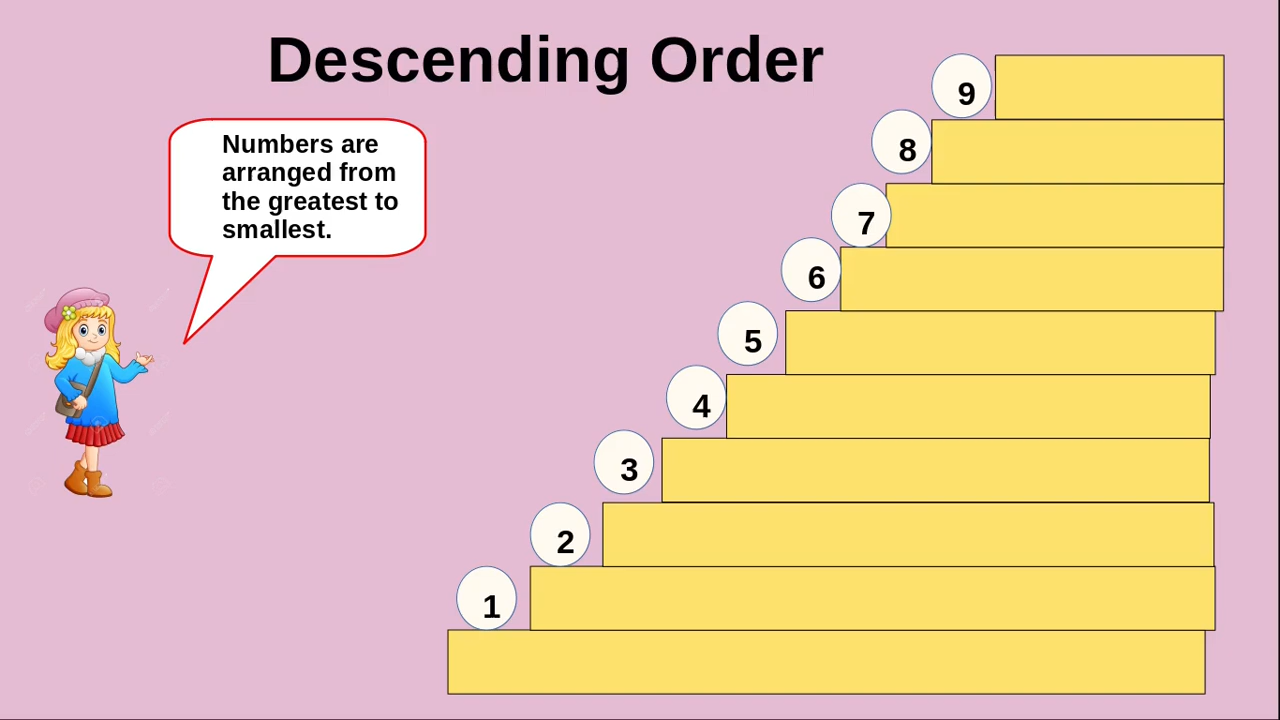 Descending Order
Numbers are
arranged from
the greatest to
smallest.
9
8
7
6
5
4
3
2
1